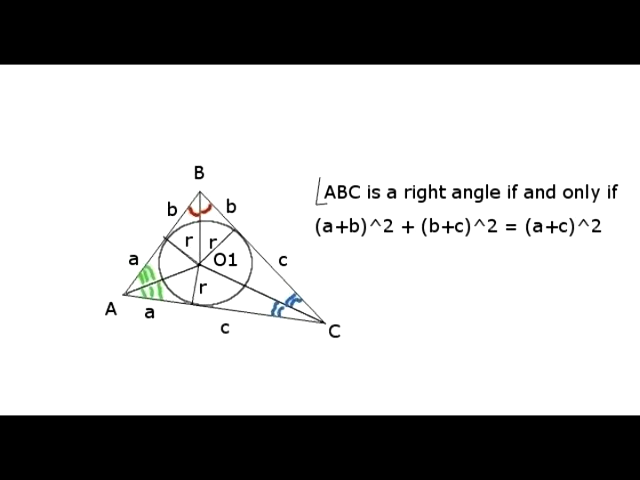 B
∠ABC is a right angle if and only if
b b
(a+b)^2 + (b+c)^2 = (a+c)^2
r r
a O1 c
r
A a
c C